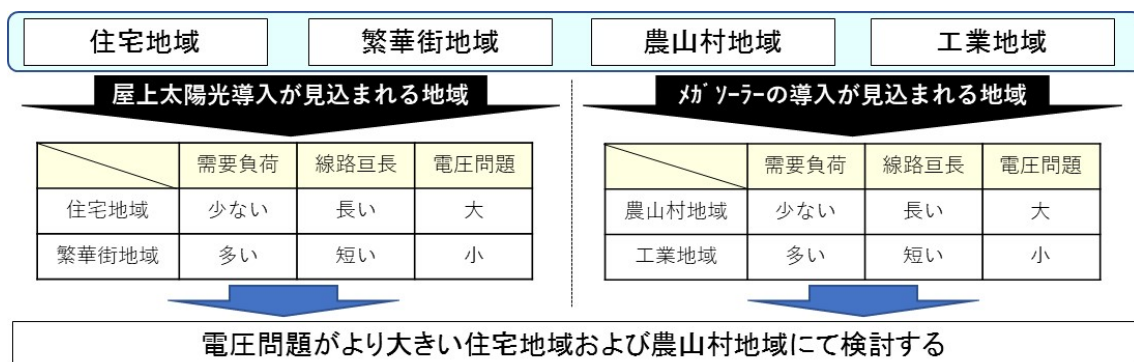 住宅地域 繁華街地域 農山村地域 工業地域
屋上太陽光導入が見込まれる地域
需要負荷 線路亘長 電圧問題
住宅地域 少ない 長い 大
繁華街地域 多い 短い 小
ﾒｶﾞｿｰﾗｰの導入が見込まれる地域
需要負荷 線路亘長 電圧問題
農山村地域 少ない 長い 大
工業地域 多い 短い 小
電圧問題がより大きい住宅地域および農山村地域にて検討する